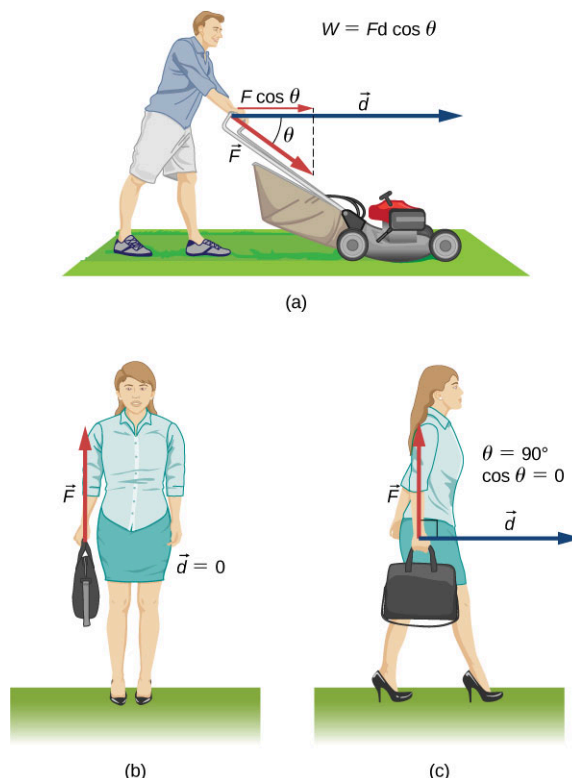 W = Fd cos θ
F cos θ
d⃗
θ
F⃗
(a)
F⃗
d⃗ = 0
(b)
θ = 90°
cos θ = 0
F⃗
d⃗
(c)